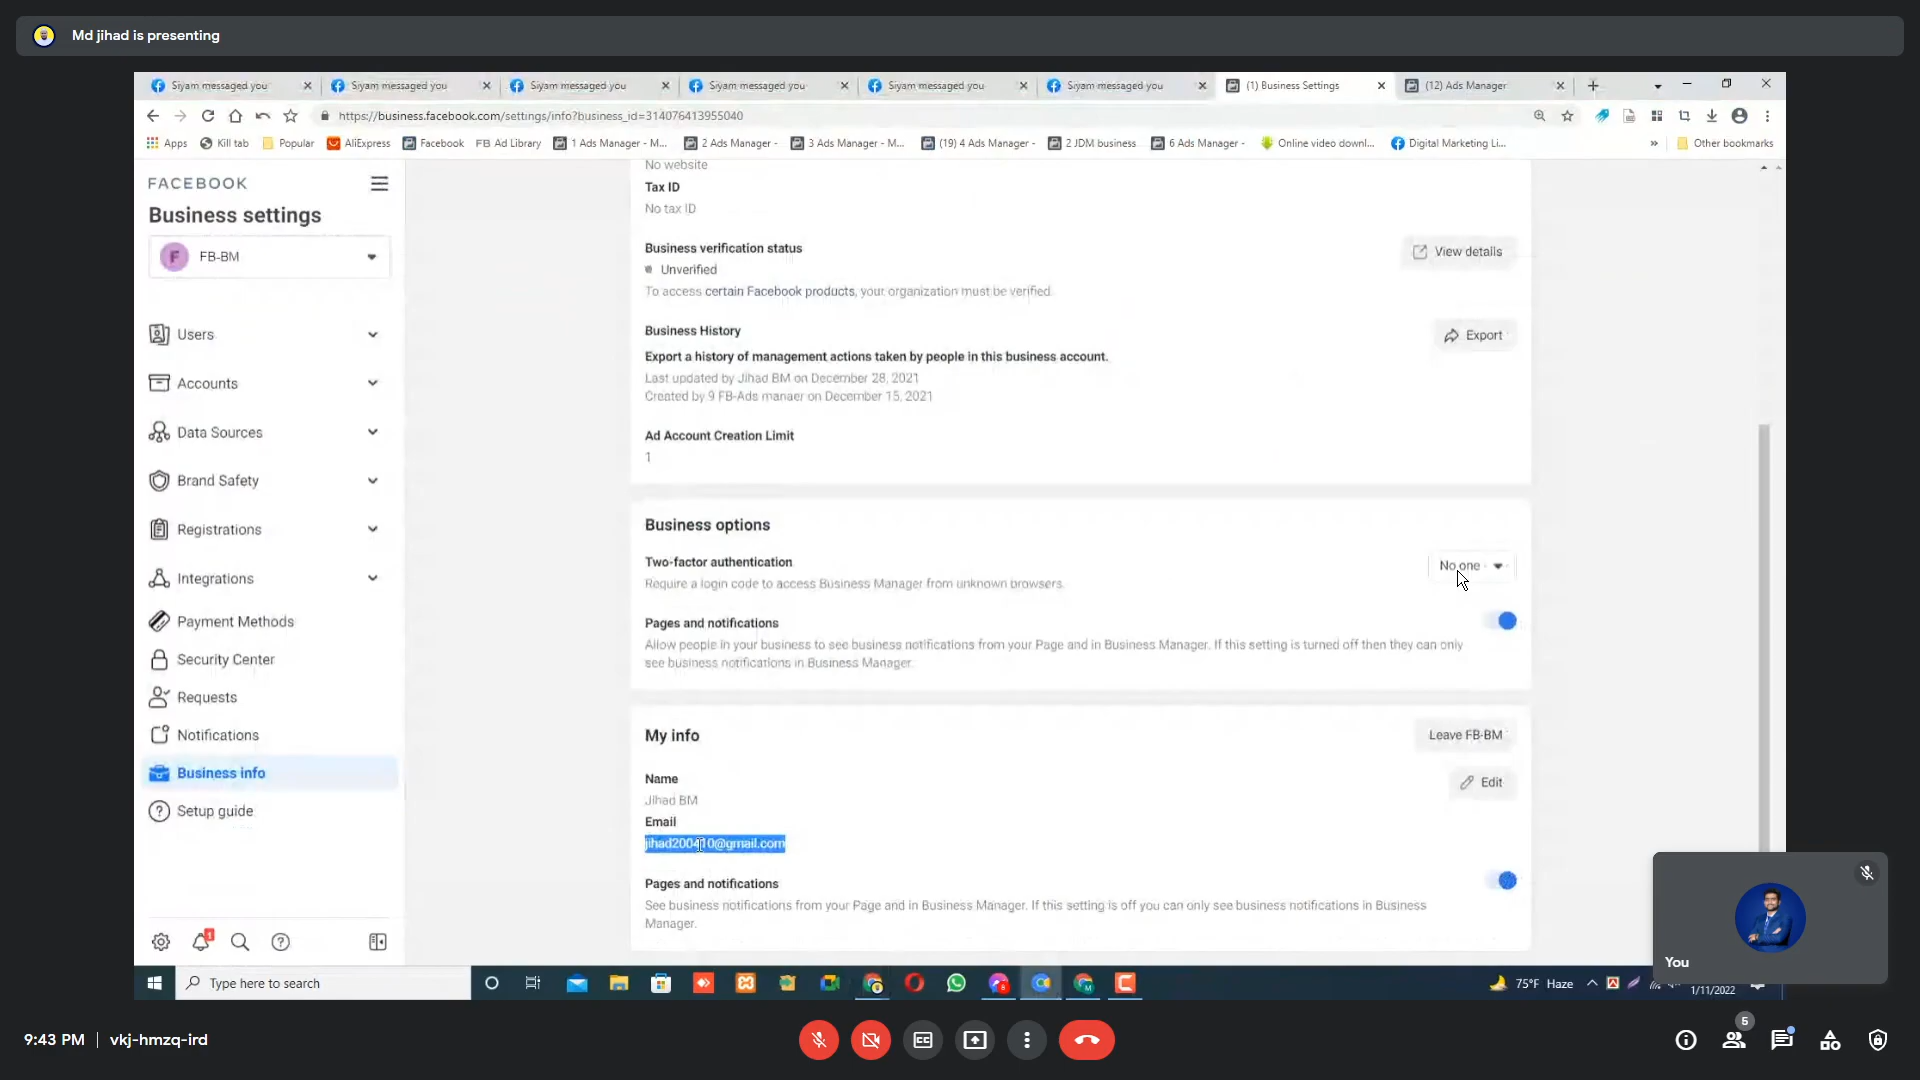 Md jihad is presenting
Siyam messaged you
Siyam messaged you
Siyam messaged you
Siyam messaged you
Siyam messaged you
Siyam messaged you
(1) Business Settings
(12) Ads Manager
https://business.facebook.com/settings/info?business_id=314076413955040
Apps
Kill tab
Popular
AliExpress
Facebook
FB Ad Library
1 Ads Manager - M...
2 Ads Manager -
3 Ads Manager - M...
(19) 4 Ads Manager -
2 JDM business
6 Ads Manager -
Online video downl...
Digital Marketing Li...
»
Other bookmarks
FACEBOOK
Business settings
F
FB-BM
Users
Accounts
Data Sources
Brand Safety
Registrations
Integrations
Payment Methods
Security Center
Requests
Notifications
Business info
Setup guide
No website
Tax ID
No tax ID
Business verification status
View details
Unverified
To access certain Facebook products, your organization must be verified.
Business History
Export
Export a history of management actions taken by people in this business account.
Last updated by Jihad BM on December 28, 2021
Created by 9 FB-Ads manaer on December 15, 2021
Ad Account Creation Limit
1
Business options
Two-factor authentication
No one
Require a login code to access Business Manager from unknown browsers.
Pages and notifications
Allow people in your business to see business notifications from your Page and in Business Manager. If this setting is turned off then they can only
see business notifications in Business Manager.
My info
Leave FB-BM
Name
Edit
Jihad BM
Email
jihad200410@gmail.com
Pages and notifications
See business notifications from your Page and in Business Manager. If this setting is off you can only see business notifications in Business
Manager.
You
Type here to search
75°F Haze
1/11/2022
9:43 PM
vkj-hmzq-ird
5